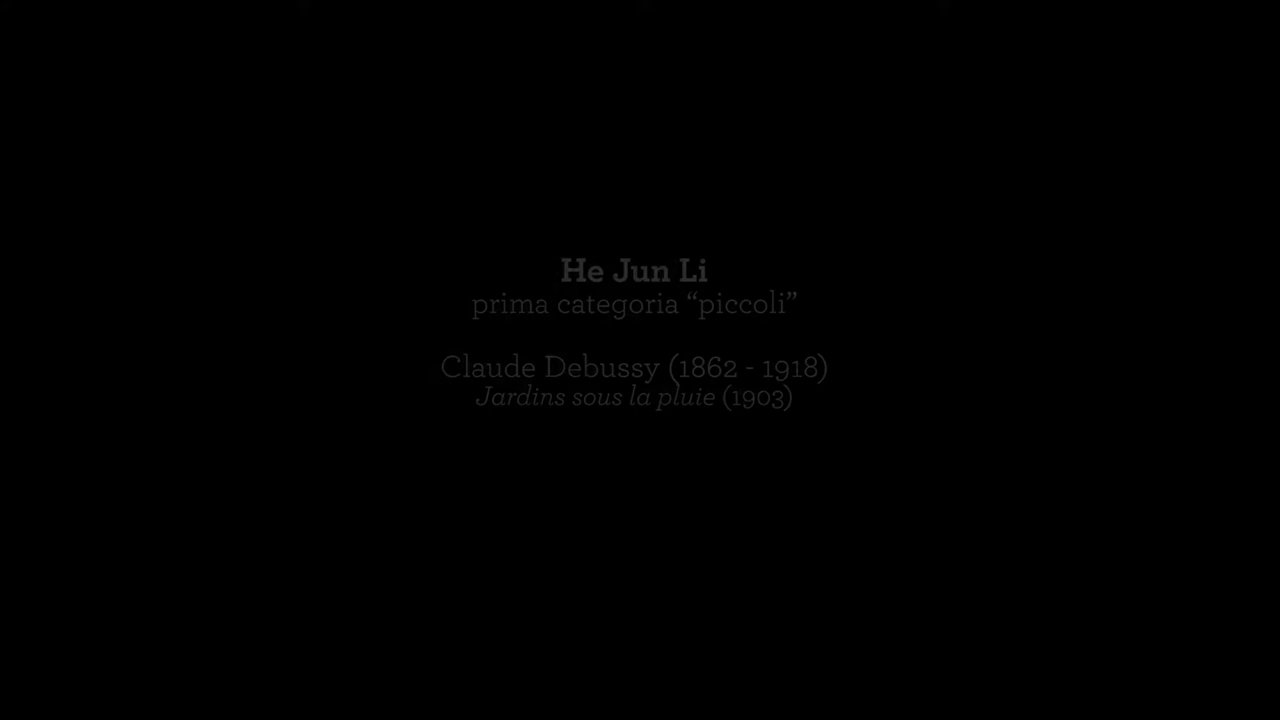 He Jun Li
prima categoria “piccoli”
Claude Debussy (1862 - 1918)
Jardins sous la pluie (1903)